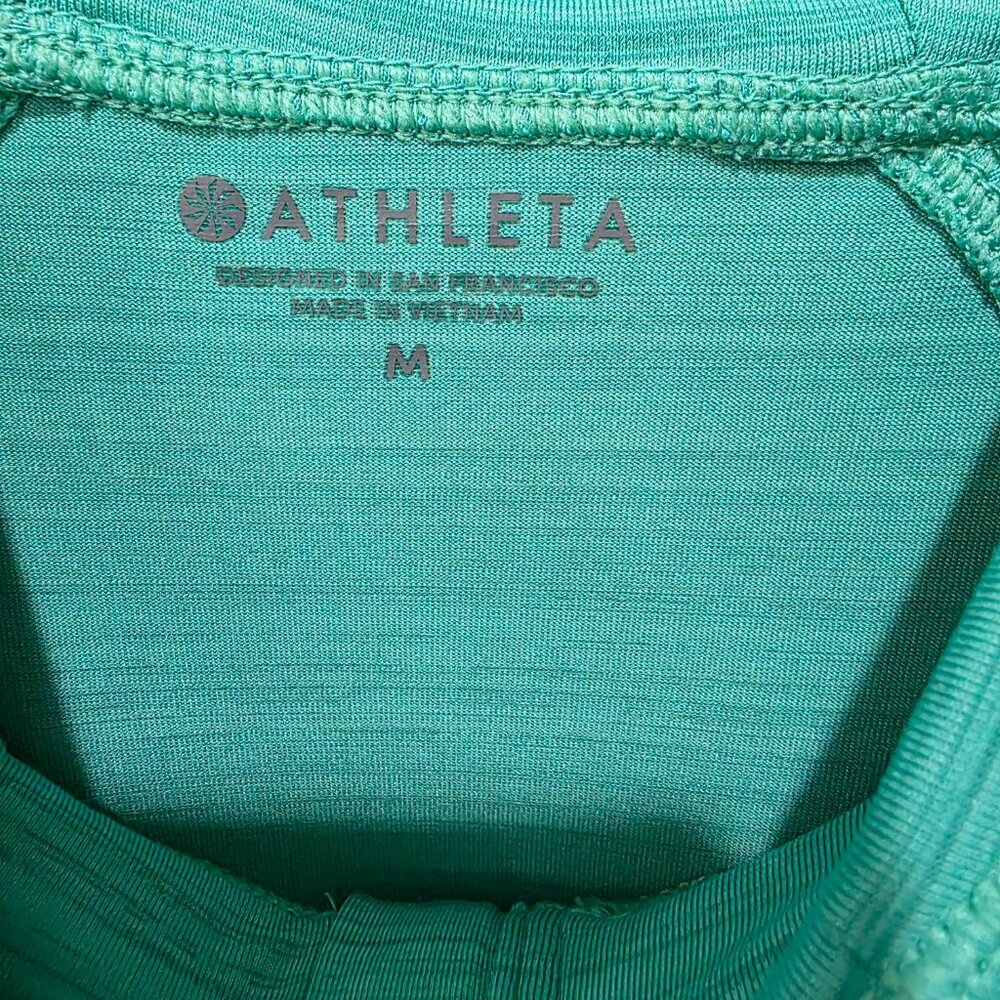 ATHLETA
DESIGNED IN SAN FRANCISCO
MADE IN VIETNAM
M